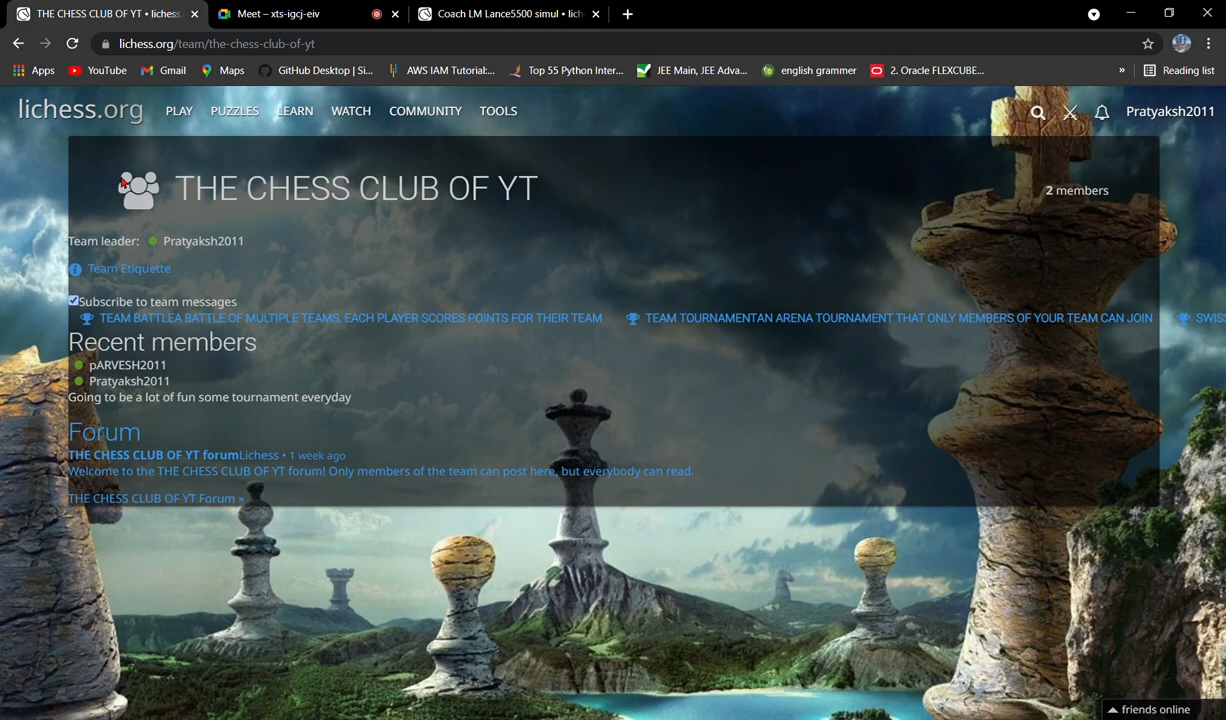 THE CHESS CLUB OF YT • lichess.
Meet – xts-igcj-eiv
Coach LM Lance5500 simul • lich
lichess.org/team/the-chess-club-of-yt
Apps
YouTube
Gmail
Maps
GitHub Desktop | Si...
AWS IAM Tutorial:...
Top 55 Python Inter...
JEE Main, JEE Adva...
english grammer
2. Oracle FLEXCUBE...
»
Reading list
lichess.org
PLAY
PUZZLES
LEARN
WATCH
COMMUNITY
TOOLS
Pratyaksh2011
THE CHESS CLUB OF YT
2 members
Team leader: Pratyaksh2011
Team Etiquette
Subscribe to team messages
TEAM BATTLEA BATTLE OF MULTIPLE TEAMS, EACH PLAYER SCORES POINTS FOR THEIR TEAM
TEAM TOURNAMENTAN ARENA TOURNAMENT THAT ONLY MEMBERS OF YOUR TEAM CAN JOIN
SWIS
Recent members
pARVESH2011
Pratyaksh2011
Going to be a lot of fun some tournament everyday
Forum
THE CHESS CLUB OF YT forumLichess • 1 week ago
Welcome to the THE CHESS CLUB OF YT forum! Only members of the team can post here, but everybody can read.
THE CHESS CLUB OF YT Forum »
friends online